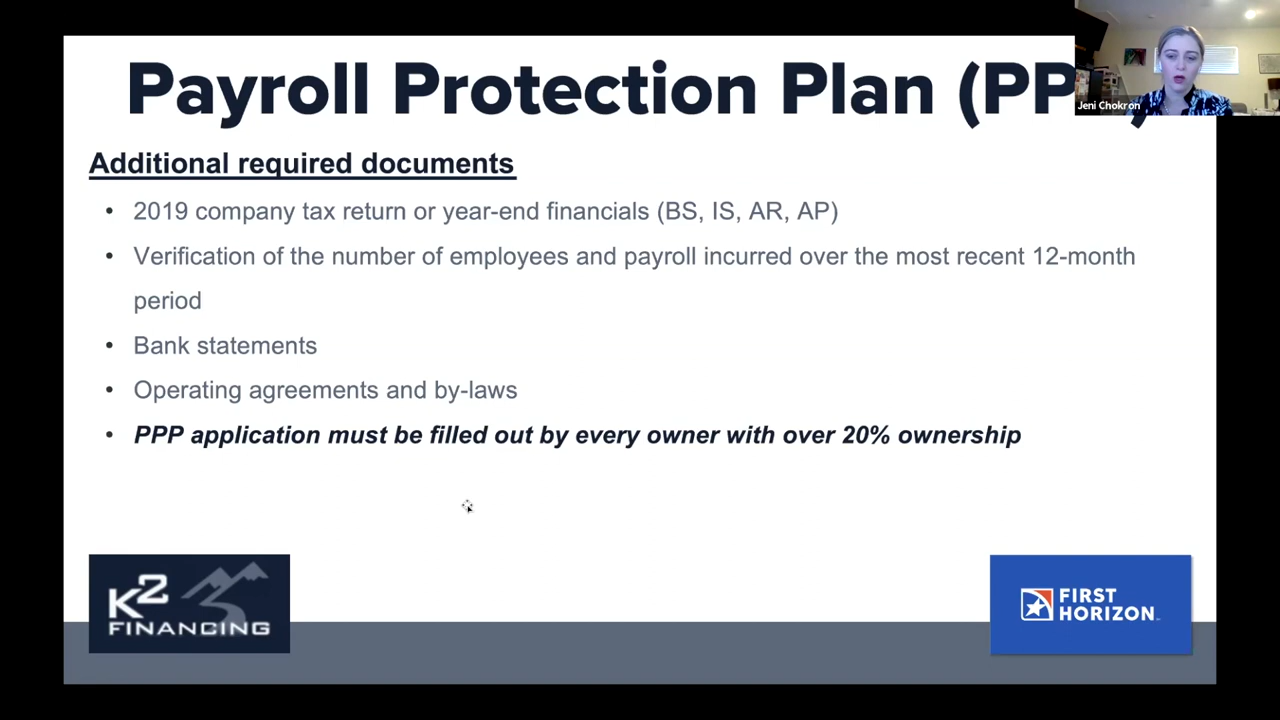 Payroll Protection Plan (PP
Jeni Chokron
Additional required documents
• 2019 company tax return or year-end financials (BS, IS, AR, AP)
• Verification of the number of employees and payroll incurred over the most recent 12-month
period
• Bank statements
• Operating agreements and by-laws
• PPP application must be filled out by every owner with over 20% ownership
K2
FINANCING
FIRST
HORIZON